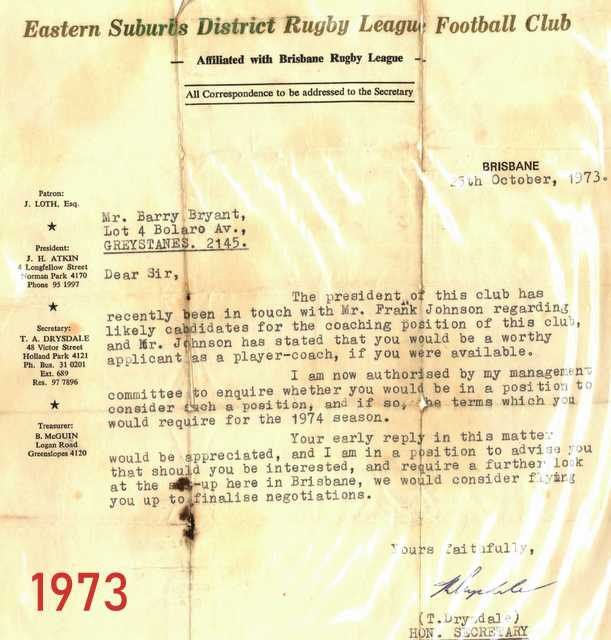 Eastern Suburbs District Rugby League Football Club
Affiliated with Brisbane Rugby League
All Correspondence to be addressed to the Secretary
BRISBANE
25th October, 1973.
Patron:
J. LOTH, Esq.
President:
J. H. ATKIN
4 Longfellow Street
Norman Park 4170
Phone 95 1997
Secretary:
T. A. DRYSDALE
48 Victor Street
Holland Park 4121
Ph. Bus. 31 0201
Ext. 689
Res. 97 7896
Treasurer:
B. McGUIN
Logan Road
Greenslopes 4120
Mr. Barry Bryant,
Lot 4 Bolaro Av.,
GREYSTANES. 2145.
Dear Sir,
The president of this club has
recently been in touch with Mr. Frank Johnson regarding
likely candidates for the coaching position of this club,
and Mr. Johnson has stated that you would be a worthy
applicant as a player-coach, if you were available.
I am now authorised by my management
committee to enquire whether you would be in a position to
consider such a position, and if so, the terms which you
would require for the 1974 season.
Your early reply in this matter
would be appreciated, and I am in a position to advise you
that should you be interested, and require a further look
at the set-up here in Brisbane, we would consider flying
you up to finalise negotiations.
Yours faithfully,
(T. Drysdale)
HON. SECRETARY
1973